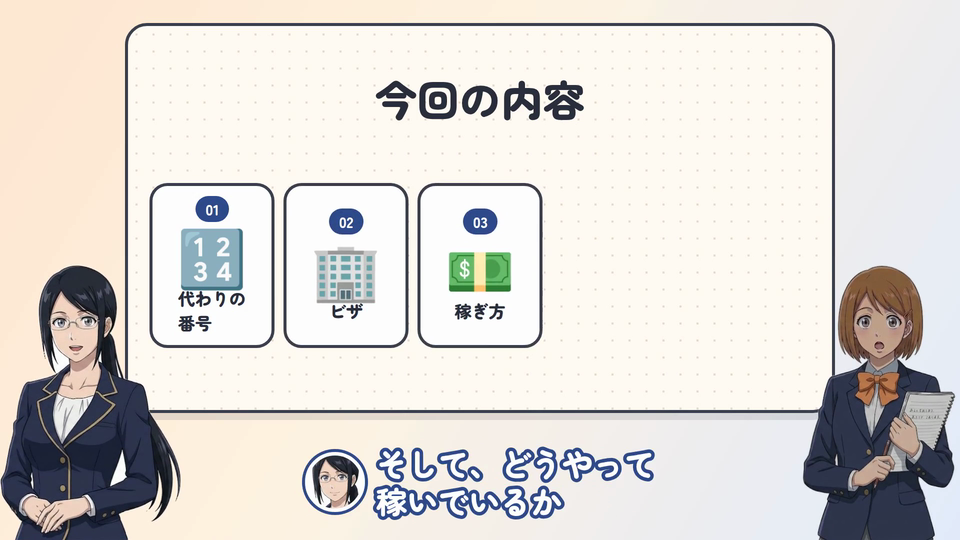 今回の内容
01
1 2
3 4
代わりの
番号
02
ビザ
03
$
稼ぎ方
そして、どうやって
稼いでいるか